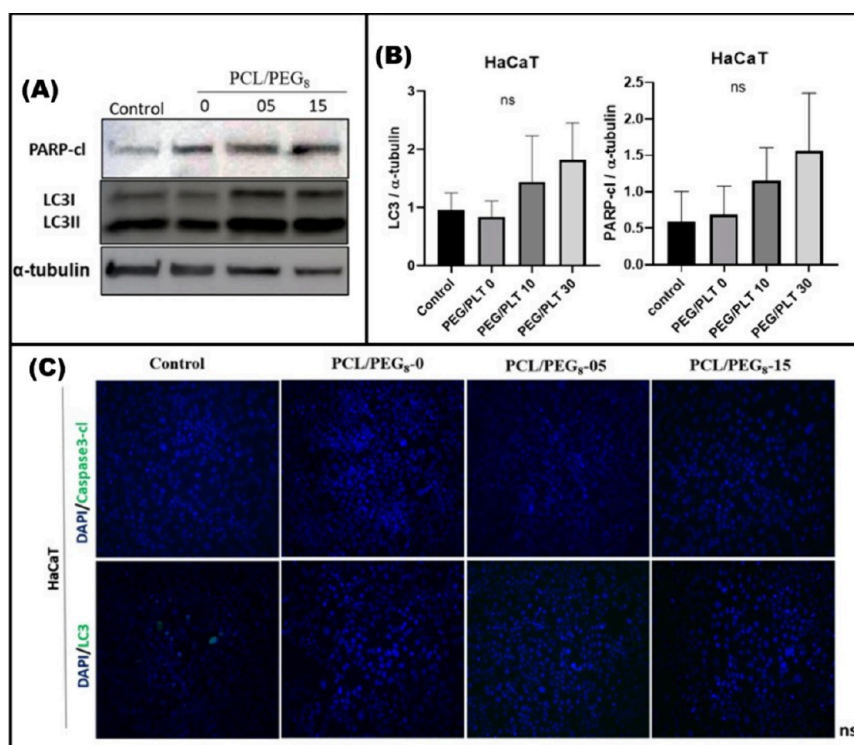 (A)
PCL/PEG₈
Control 0 05 15
PARP-cl
LC3I
LC3II
α-tubulin
(B)
HaCaT
ns
LC3 / α-tubulin
3
2
1
0
Control
PEG/PLT 0
PEG/PLT 10
PEG/PLT 30
HaCaT
ns
PARP-cl / α-tubulin
2.5
2.0
1.5
1.0
0.5
0.0
control
PEG/PLT 0
PEG/PLT 10
PEG/PLT 30
(C)
Control PCL/PEG₈-0 PCL/PEG₈-05 PCL/PEG₈-15
HaCaT
DAPI/Caspase3-cl
DAPI/LC3
ns